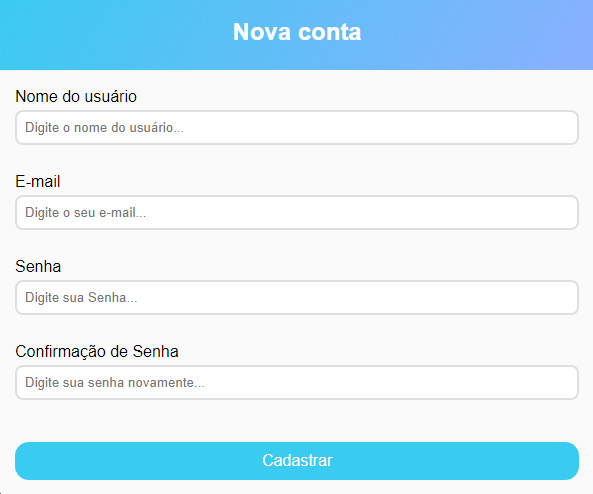 Nova conta
Nome do usuário
Digite o nome do usuário...
E-mail
Digite o seu e-mail...
Senha
Digite sua Senha...
Confirmação de Senha
Digite sua senha novamente...
Cadastrar